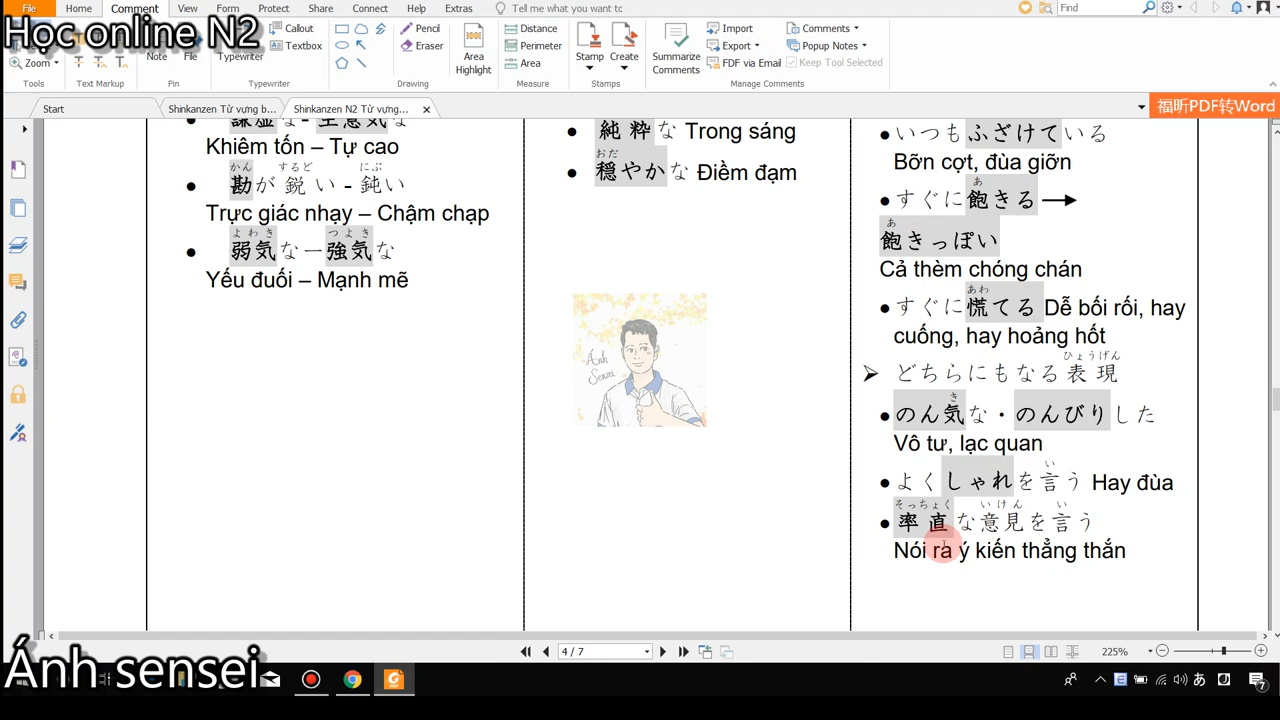 File Home Comment View Form Protect Share Connect Help Extras Tell me what you want tc Find
Học online N2
Zoom
Tools
Text Markup
Note
File
Pin
Typewriter
Callout
Textbox
Typewriter
Pencil
Eraser
Drawing
Area
Highlight
Distance
Perimeter
Area
Measure
Stamp
Create
Stamps
Summarize
Comments
Import
Export
FDF via Email
Comments
Popup Notes
Keep Tool Selected
Manage Comments
Start
Shinkanzen Từ vựng b...
Shinkanzen N2 Từ vựng...
福昕PDF转Word
謙虚な - 生意気な
Khiêm tốn – Tự cao
かん するど にぶ
勘が鋭い - 鈍い
Trực giác nhạy – Chậm chạp
よわき つよき
弱気なー強気な
Yếu đuối – Mạnh mẽ
純粋な Trong sáng
おだ
穏やかな Điềm đạm
Ánh
Sensei
いつもふざけている
Bỡn cợt, đùa giỡn
あ
すぐに飽きる
あ
飽きっぽい
Cả thèm chóng chán
あわ
すぐに慌てる Dễ bối rối, hay
cuống, hay hoảng hốt
ひょうげん
どちらにもなる表現
き
のん気な・のんびりした
Vô tư, lạc quan
い
よくしゃれを言う Hay đùa
そっちょく いけん い
率直な意見を言う
Nói ra ý kiến thẳng thắn
4 / 7
225%
Ánh sensei
あ
7